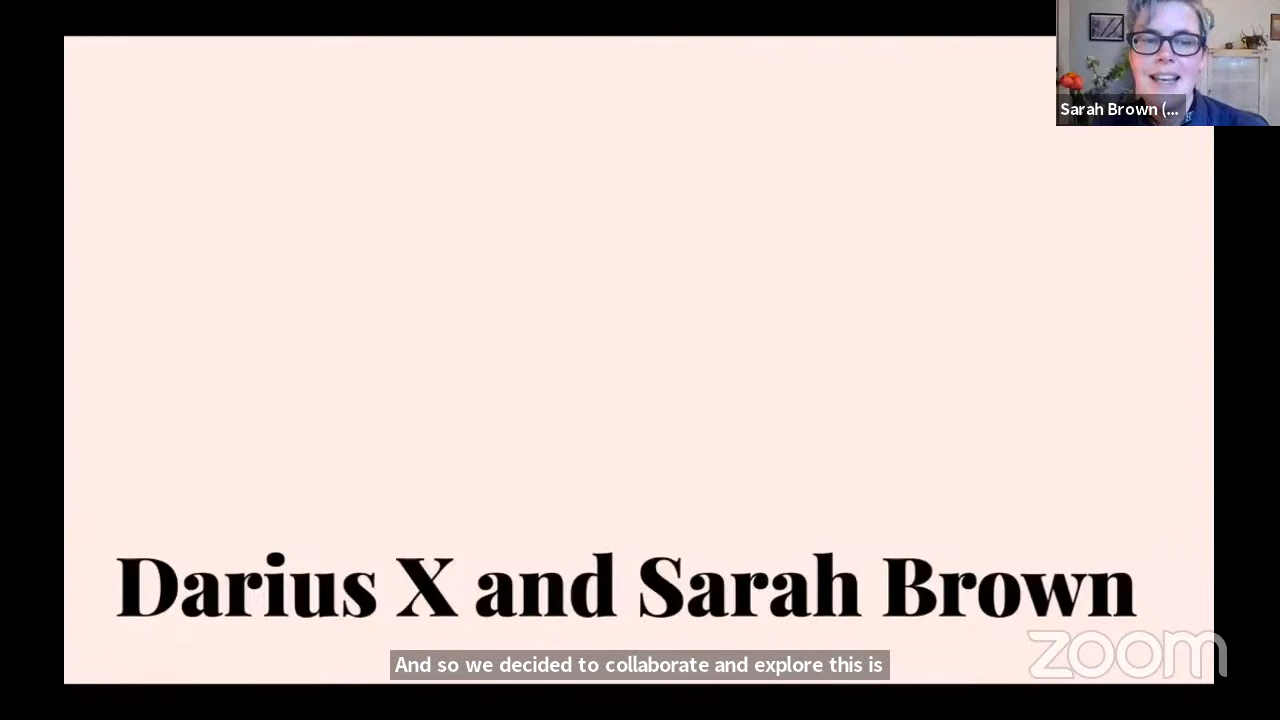 Sarah Brown (...
Darius X and Sarah Brown
And so we decided to collaborate and explore this is
zoom